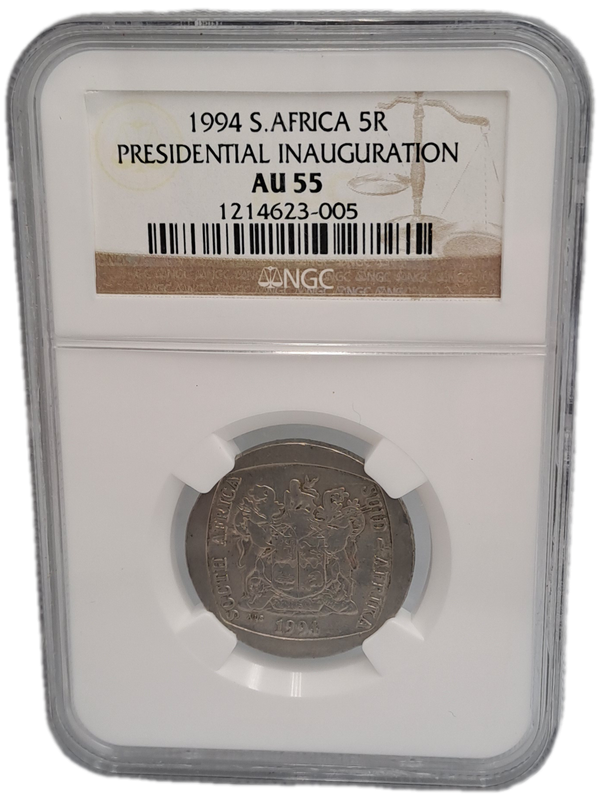 1994 S.AFRICA 5R
PRESIDENTIAL INAUGURATION
AU 55
1214623-005
NGC
SOUTH AFRICA
SUID-AFRIKA
1994